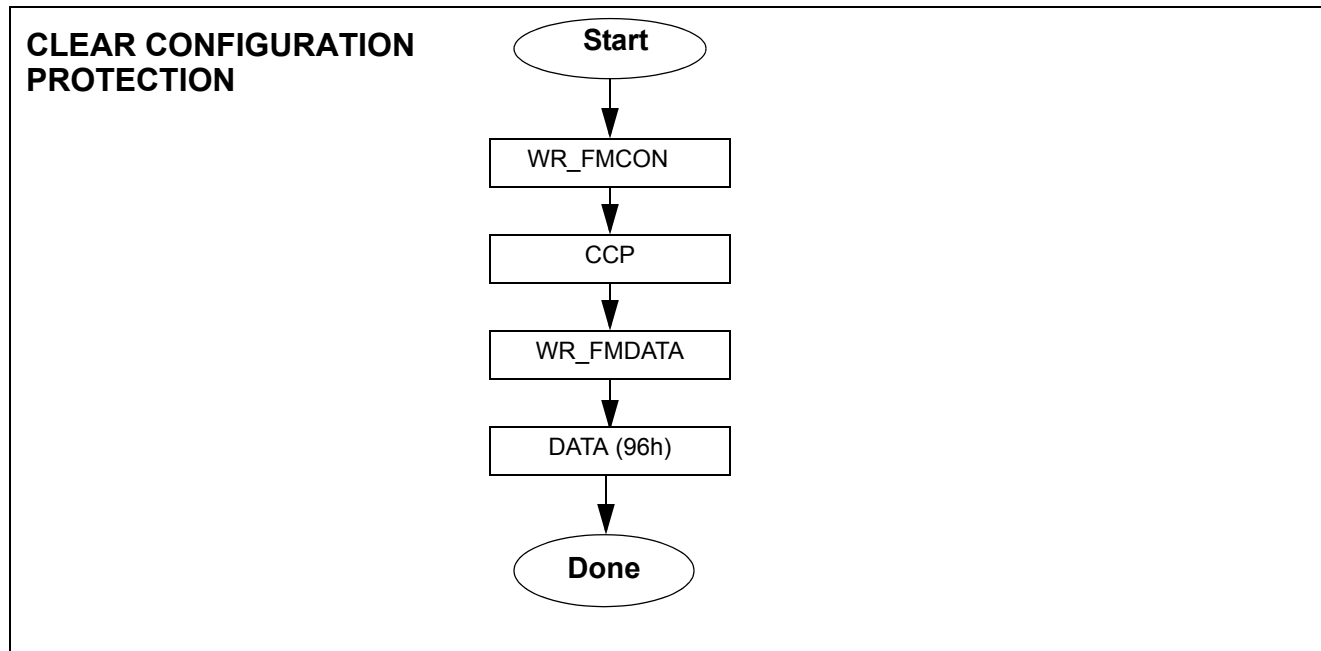 CLEAR CONFIGURATION
PROTECTION
Start
WR_FMCON
CCP
WR_FMDATA
DATA (96h)
Done